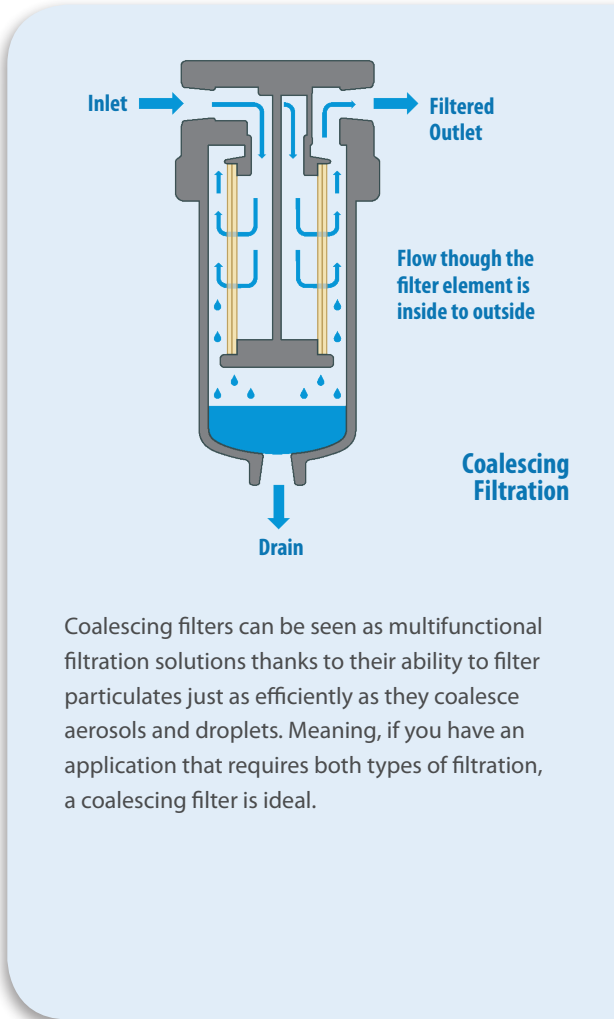 Inlet
Filtered
Outlet
Flow though the
filter element is
inside to outside
Coalescing
Filtration
Drain
Coalescing filters can be seen as multifunctional
filtration solutions thanks to their ability to filter
particulates just as efficiently as they coalesce
aerosols and droplets. Meaning, if you have an
application that requires both types of filtration,
a coalescing filter is ideal.